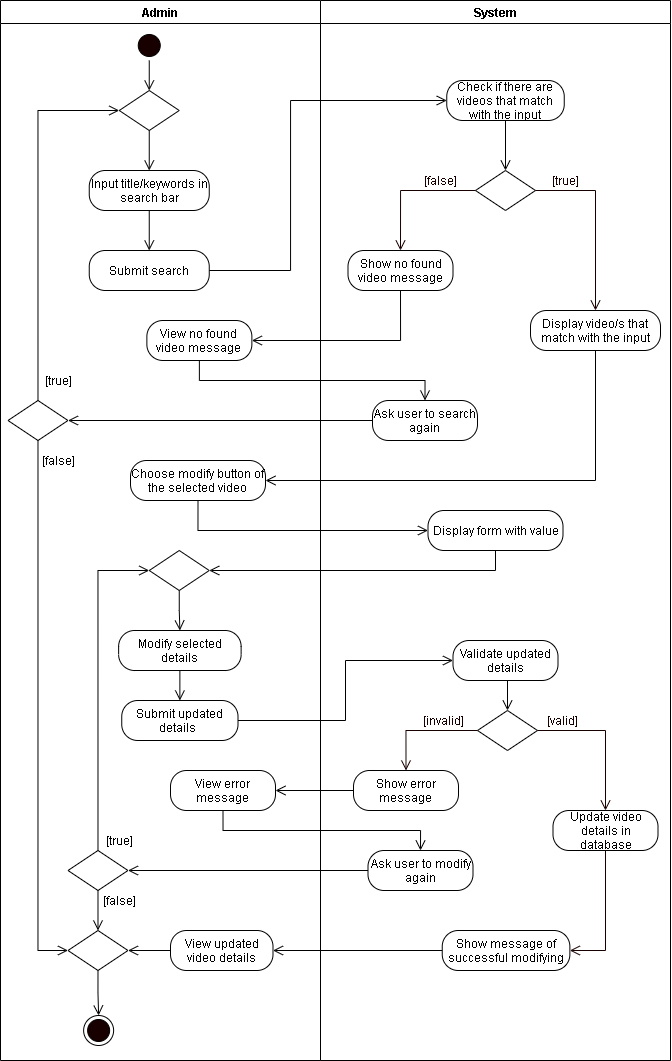 Admin
System
Check if there are
videos that match
with the input
[false]
[true]
Input title/keywords in
search bar
Submit search
Show no found
video message
Display video/s that
match with the input
View no found
video message
[true]
Ask user to search
again
[false]
Choose modify button of
the selected video
Display form with value
Modify selected
details
Validate updated
details
Submit updated
details
[invalid]
[valid]
View error
message
Show error
message
Update video
details in
database
[true]
Ask user to modify
again
[false]
View updated
video details
Show message of
successful modifying